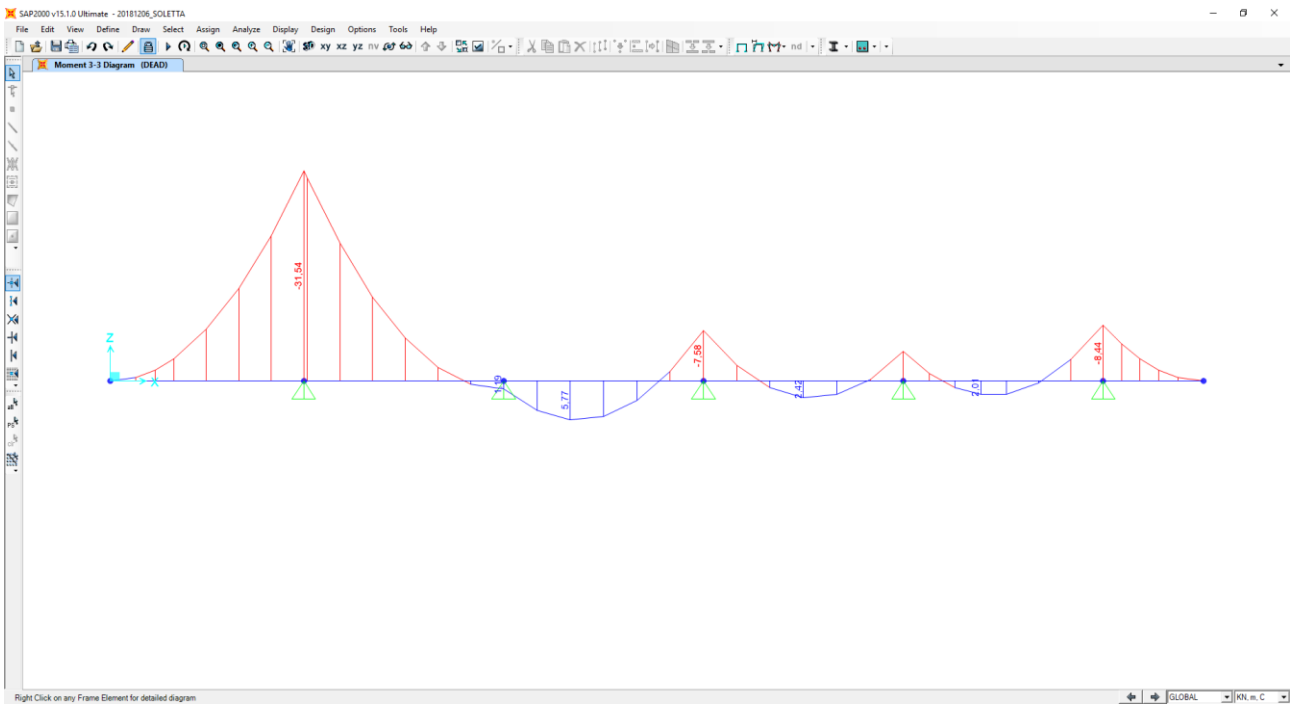 SAP2000 v15.1.0 Ultimate - 20181206_SOLETTA
File Edit View Define Draw Select Assign Analyze Display Design Options Tools Help
xy xz yz nv nd
Moment 3-3 Diagram (DEAD)
Z
X
-31,54
1,19
5,77
-7,58
2,42
2,01
-8,44
Right Click on any Frame Element for detailed diagram
GLOBAL
KN, m, C